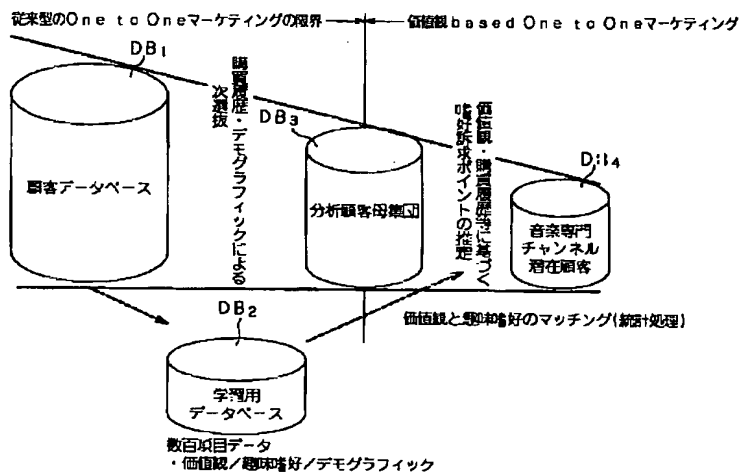 従来型のOne to Oneマーケティングの限界
価値観based One to Oneマーケティング
DB1
顧客データベース
購買履歴・デモグラフィックによる
次選抜
DB3
分析顧客母集団
価値観・購買履歴等に基づく
嗜好訴求ポイントの推定
DB4
音楽専門
チャンネル
潜在顧客
価値観と趣味嗜好のマッチング(統計処理)
DB2
学習用
データベース
数百項目データ
・価値観/趣味嗜好/デモグラフィック